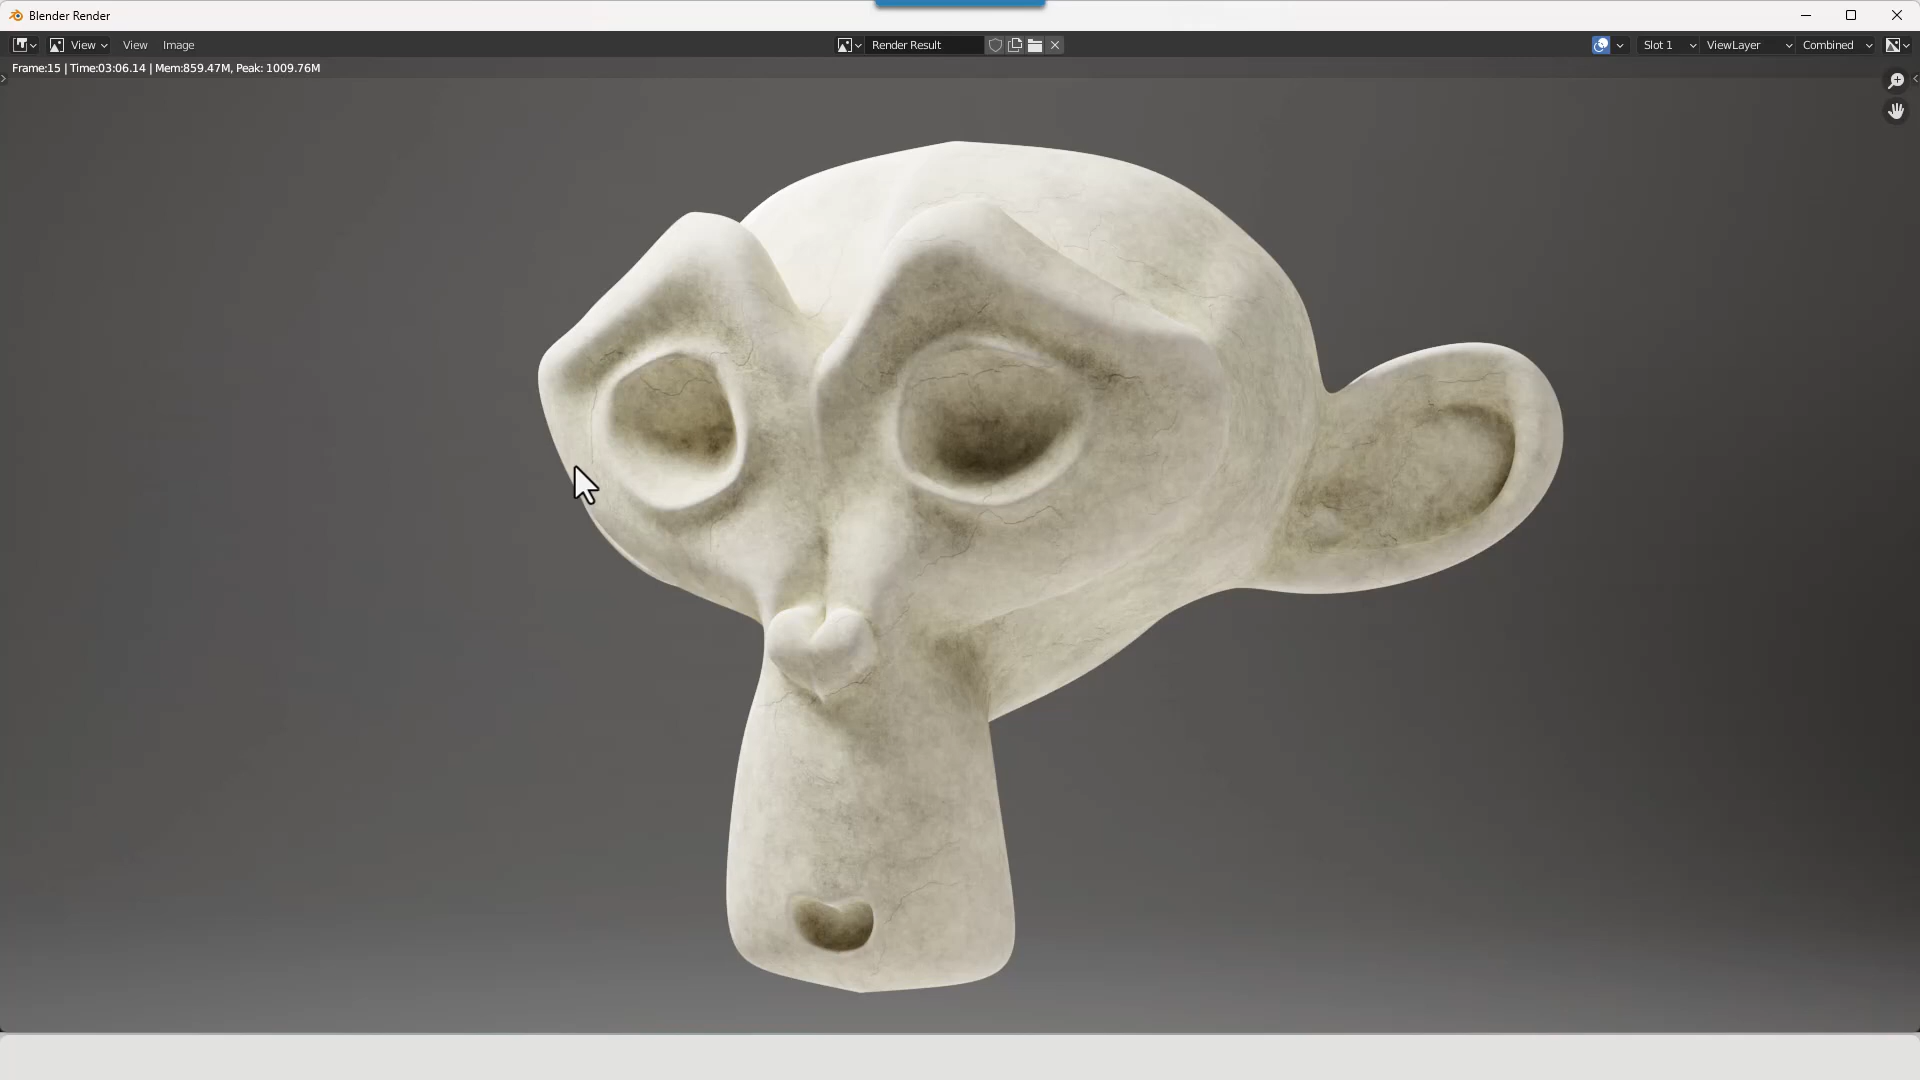 Blender Render
View View Image Render Result Slot 1 ViewLayer Combined
Frame:15 | Time:03:06.14 | Mem:859.47M, Peak: 1009.76M